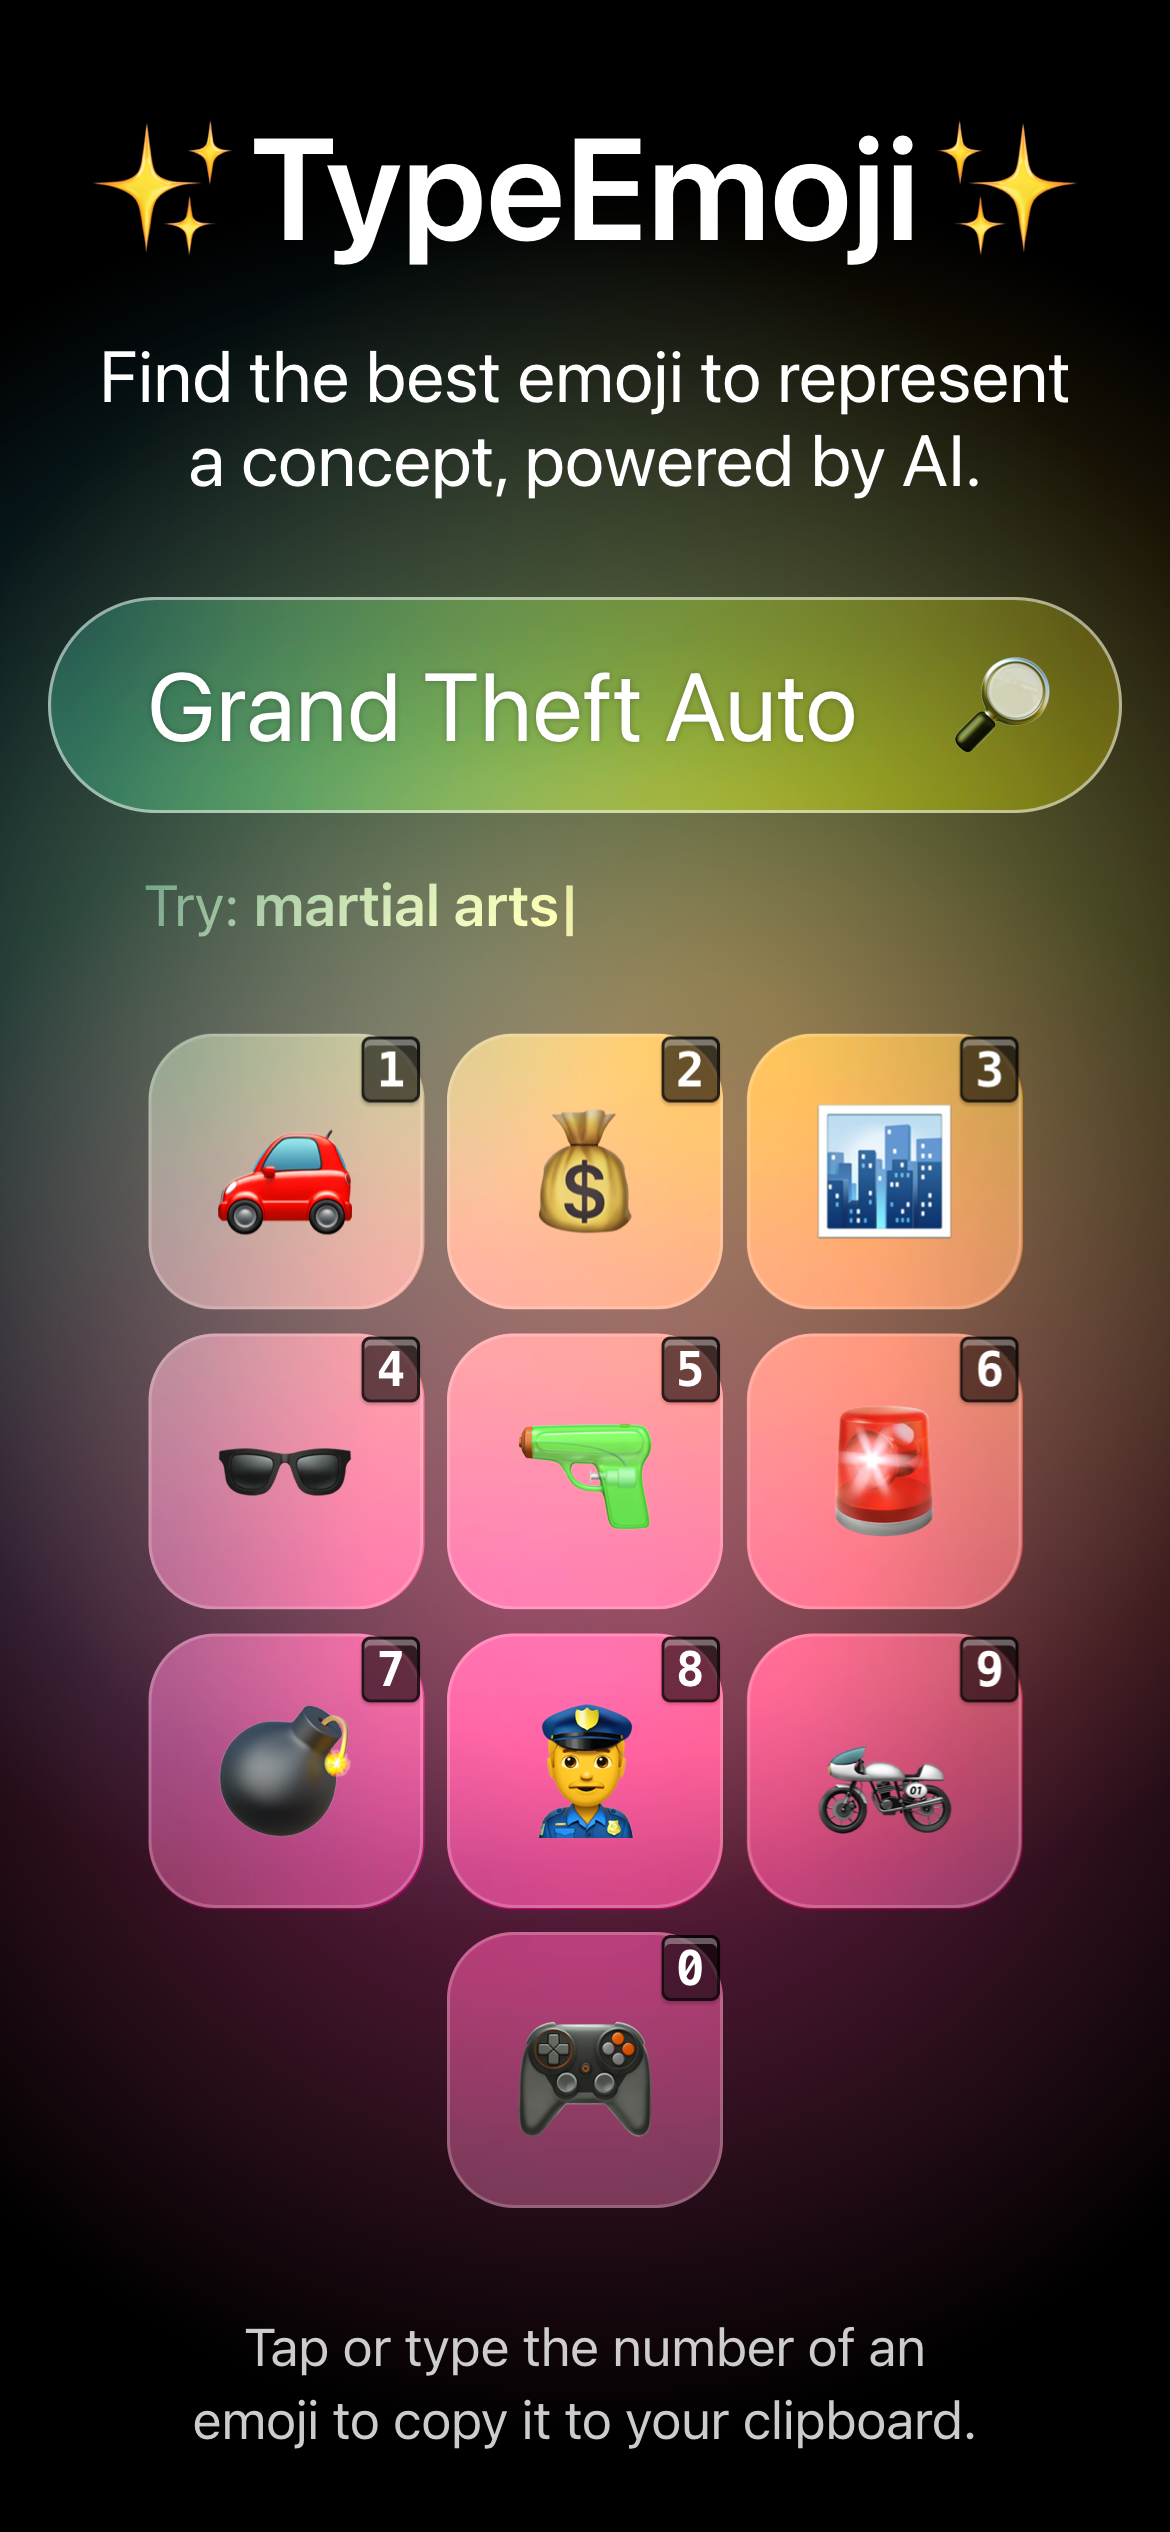 ✨TypeEmoji✨
Find the best emoji to represent
a concept, powered by AI.
Grand Theft Auto
Try: martial arts|
1 2 3
$
4 5 6
7 8 9
01
0
Tap or type the number of an
emoji to copy it to your clipboard.